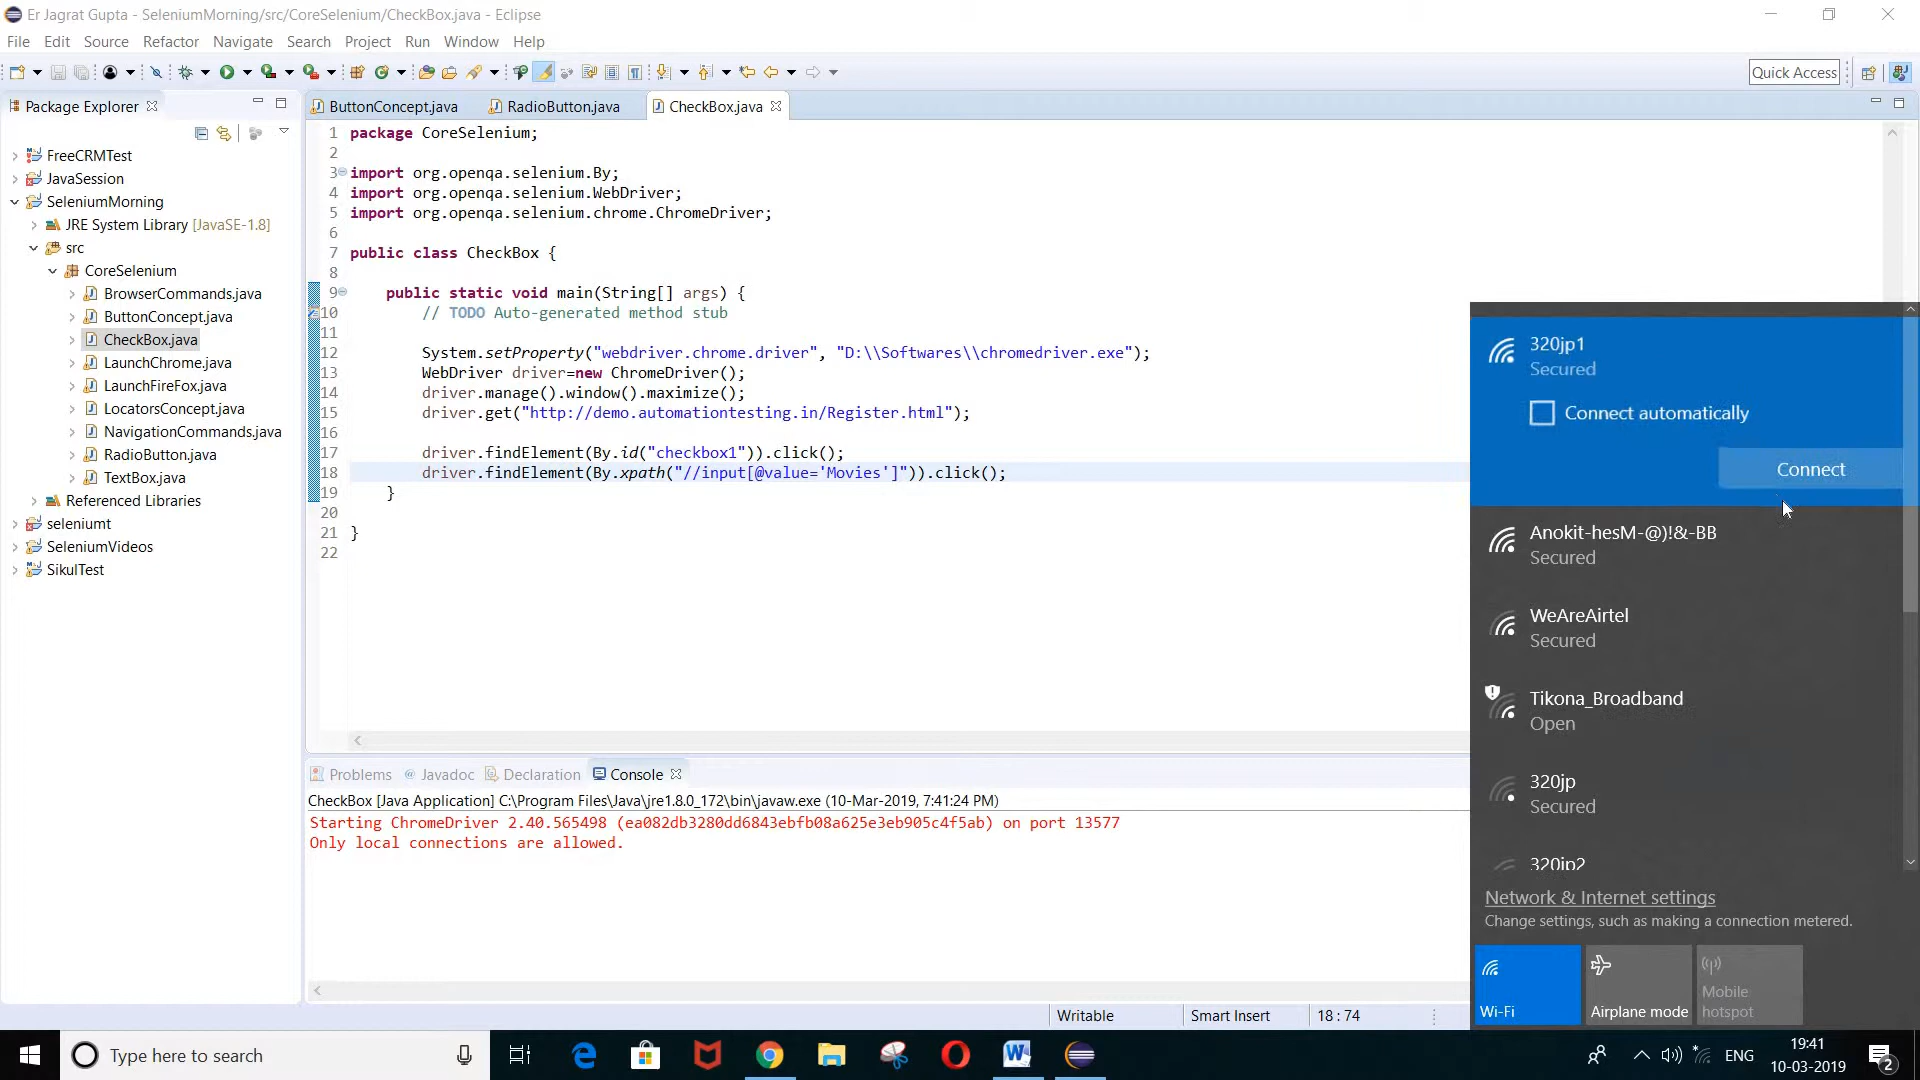 Er Jagrat Gupta - SeleniumMorning/src/CoreSelenium/CheckBox.java - Eclipse
File Edit Source Refactor Navigate Search Project Run Window Help
Quick Access
Package Explorer
FreeCRMTest
JavaSession
SeleniumMorning
JRE System Library [JavaSE-1.8]
src
CoreSelenium
BrowserCommands.java
ButtonConcept.java
CheckBox.java
LaunchChrome.java
LaunchFireFox.java
LocatorsConcept.java
NavigationCommands.java
RadioButton.java
TextBox.java
Referenced Libraries
seleniumt
SeleniumVideos
SikulTest
ButtonConcept.java RadioButton.java CheckBox.java
1 package CoreSelenium;
2
3 import org.openqa.selenium.By;
4 import org.openqa.selenium.WebDriver;
5 import org.openqa.selenium.chrome.ChromeDriver;
6
7 public class CheckBox {
8
9 public static void main(String[] args) {
10 // TODO Auto-generated method stub
11
12 System.setProperty("webdriver.chrome.driver", "D:\\Softwares\\chromedriver.exe");
13 WebDriver driver=new ChromeDriver();
14 driver.manage().window().maximize();
15 driver.get("http://demo.automationtesting.in/Register.html");
16
17 driver.findElement(By.id("checkbox1")).click();
18 driver.findElement(By.xpath("//input[@value='Movies']")).click();
19 }
20
21 }
22
Problems Javadoc Declaration Console
CheckBox [Java Application] C:\Program Files\Java\jre1.8.0_172\bin\javaw.exe (10-Mar-2019, 7:41:24 PM)
Starting ChromeDriver 2.40.565498 (ea082db3280dd6843ebfb08a625e3eb905c4f5ab) on port 13577
Only local connections are allowed.
Writable Smart Insert 18 : 74
320jp1
Secured
Connect automatically
Connect
Anokit-hesM-@)!&-BB
Secured
WeAreAirtel
Secured
Tikona_Broadband
Open
320jp
Secured
320jp2
Network & Internet settings
Change settings, such as making a connection metered.
Wi-Fi
Airplane mode
Mobile hotspot
Type here to search
ENG
19:41
10-03-2019
2